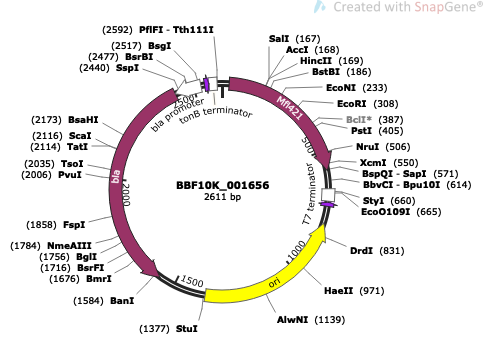 Created with SnapGene®
(2592) PflFI - Tth111I
(2517) BsgI
(2477) BsrBI
(2440) SspI
SalI (167)
AccI (168)
HincII (169)
BstBI (186)
EcoNI (233)
EcoRI (308)
BclI* (387)
PstI (405)
NruI (506)
XcmI (550)
BspQI - SapI (571)
BbvCI - Bpu10I (614)
StyI (660)
EcoO109I (665)
DrdI (831)
HaeII (971)
AlwNI (1139)
(1377) StuI
(1584) BanI
(1676) BmrI
(1716) BsrFI
(1756) BglI
(1784) NmeAIII
(1858) FspI
(2006) PvuI
(2035) TsoI
(2114) TatI
(2116) ScaI
(2173) BsaHI
2500
bla promoter
tonB terminator
Mfl421
500
T7 terminator
1000
ori
1500
2000
bla
BBF10K_001656
2611 bp